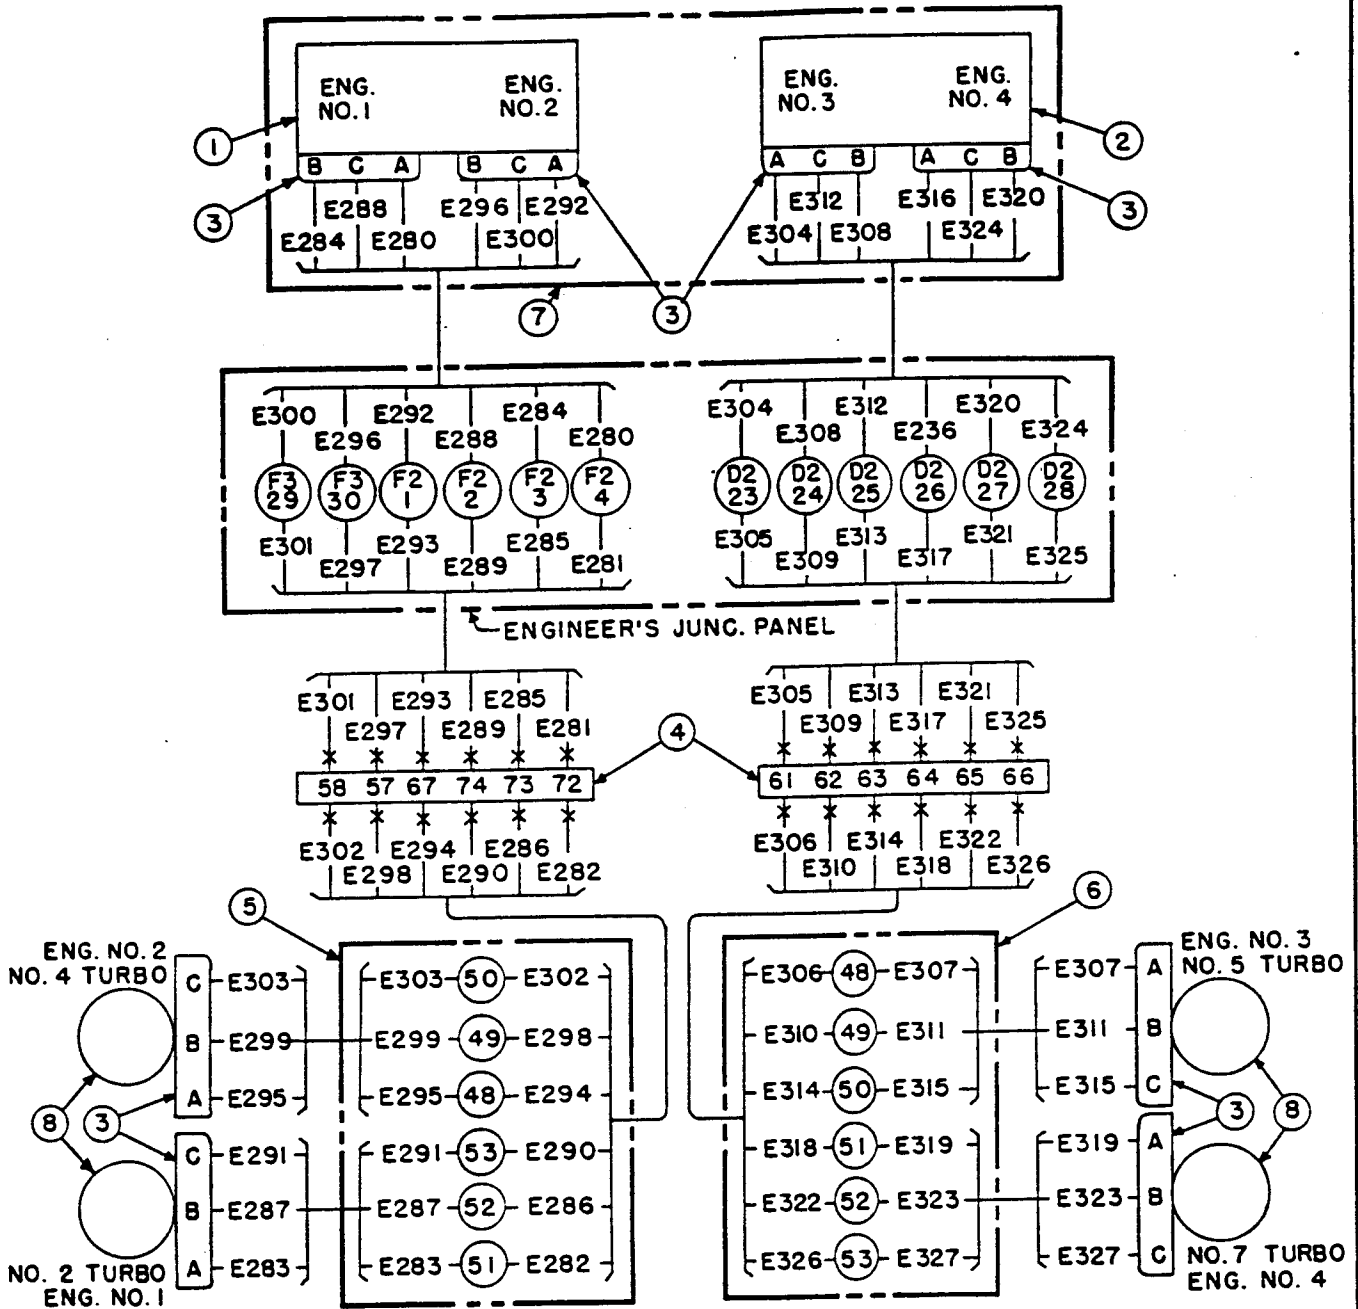 ENG. NO. 1
ENG. NO. 2
ENG. NO. 3
ENG. NO. 4
1
2
B C A
B C A
A C B
A C B
3
3
E288 E296 E292
E312 E316 E320
E284 E280 E300
E304 E308 E324
7
3
E300 E292 E284
E304 E312 E320
E296 E288 E280
E308 E236 E324
F3 29
F3 30
F2 1
F2 2
F2 3
F2 4
D2 23
D2 24
D2 25
D2 26
D2 27
D2 28
E301 E293 E285
E305 E313 E321
E297 E289 E281
E309 E317 E325
ENGINEER'S JUNC. PANEL
E301 E293 E285
E305 E313 E321
E297 E289 E281
E309 E317 E325
4
58 57 67 74 73 72
61 62 63 64 65 66
E302 E294 E286
E306 E314 E322
E298 E290 E282
E310 E318 E326
5
6
ENG. NO. 2
NO. 4 TURBO
C E303 E303 50 E302
B E299 E299 49 E298
A E295 E295 48 E294
8
3
C E291 E291 53 E290
B E287 E287 52 E286
A E283 E283 51 E282
NO. 2 TURBO
ENG. NO. 1
ENG. NO. 3
NO. 5 TURBO
E306 48 E307 E307 A
E310 49 E311 E311 B
E314 50 E315 E315 C
3
8
E318 51 E319 E319 A
E322 52 E323 E323 B
E326 53 E327 E327 C
NO. 7 TURBO
ENG. NO. 4